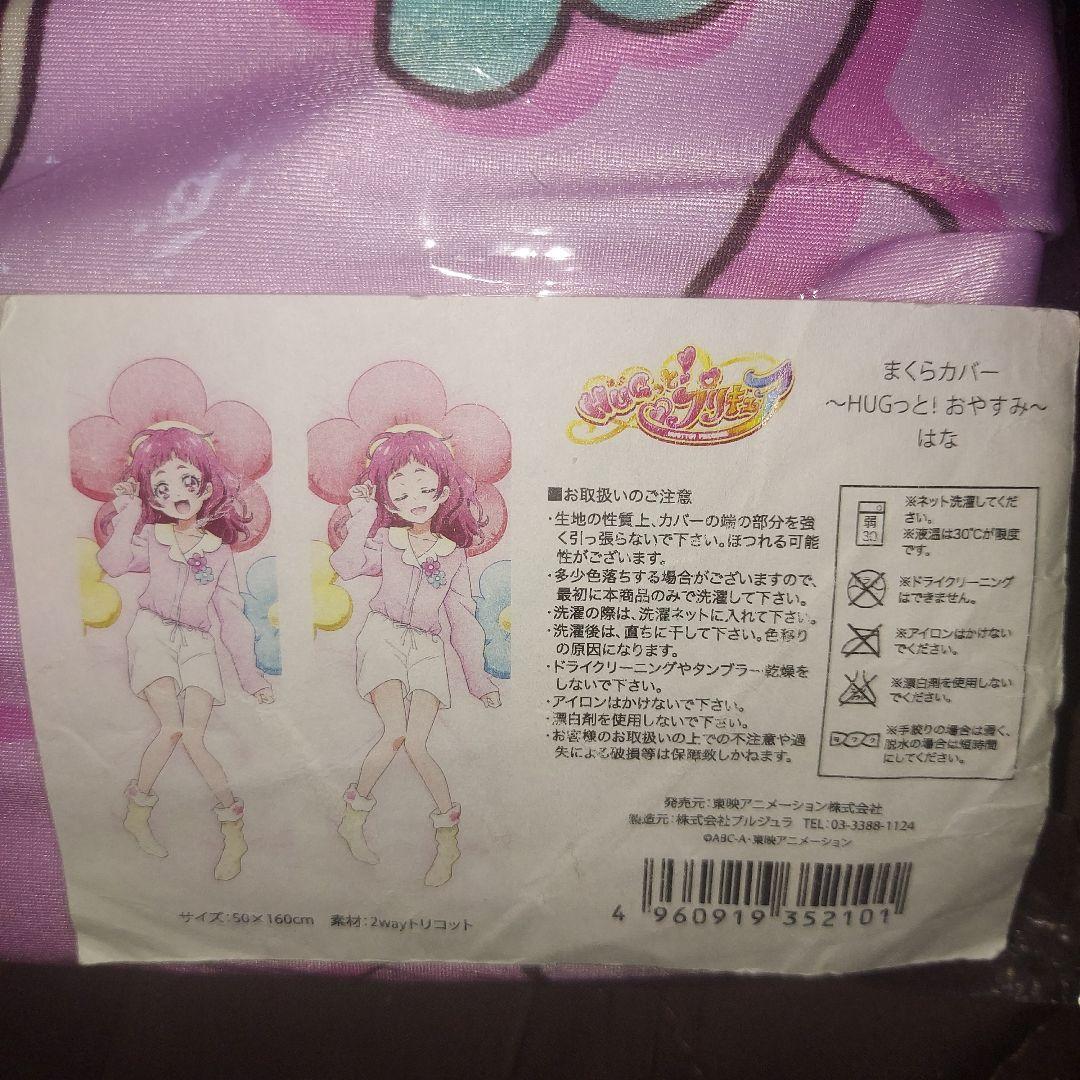 HUGっと!
プリキュア
まくらカバー
～HUGっと! おやすみ～
はな
■お取扱いのご注意
・生地の性質上、カバーの端の部分を強
く引っ張らないで下さい。ほつれる可能
性がございます。
・多少色落ちする場合がございますので、
最初に本商品のみで洗濯して下さい。
・洗濯の際は、洗濯ネットに入れて下さい。
・洗濯後は、直ちに干して下さい。色移り
の原因になります。
・ドライクリーニングやタンブラー乾燥を
しないで下さい。
・アイロンはかけないで下さい。
・漂白剤を使用しないで下さい。
・お客様のお取扱いの上での不注意や過
失による破損等は保障致しかねます。
弱
30
※ネット洗濯してくだ
さい。
※液温は30℃が限度
です。
※ドライクリーニング
はできません。
※アイロンはかけない
でください。
※漂白剤を使用しない
でください。
※手絞りの場合は弱く、
脱水の場合は短時間
にしてください。
発売元:東映アニメーション株式会社
製造元:株式会社プルジュラ TEL:03-3388-1124
©ABC-A・東映アニメーション
4 960919 352101
サイズ:50×160cm 素材:2wayトリコット